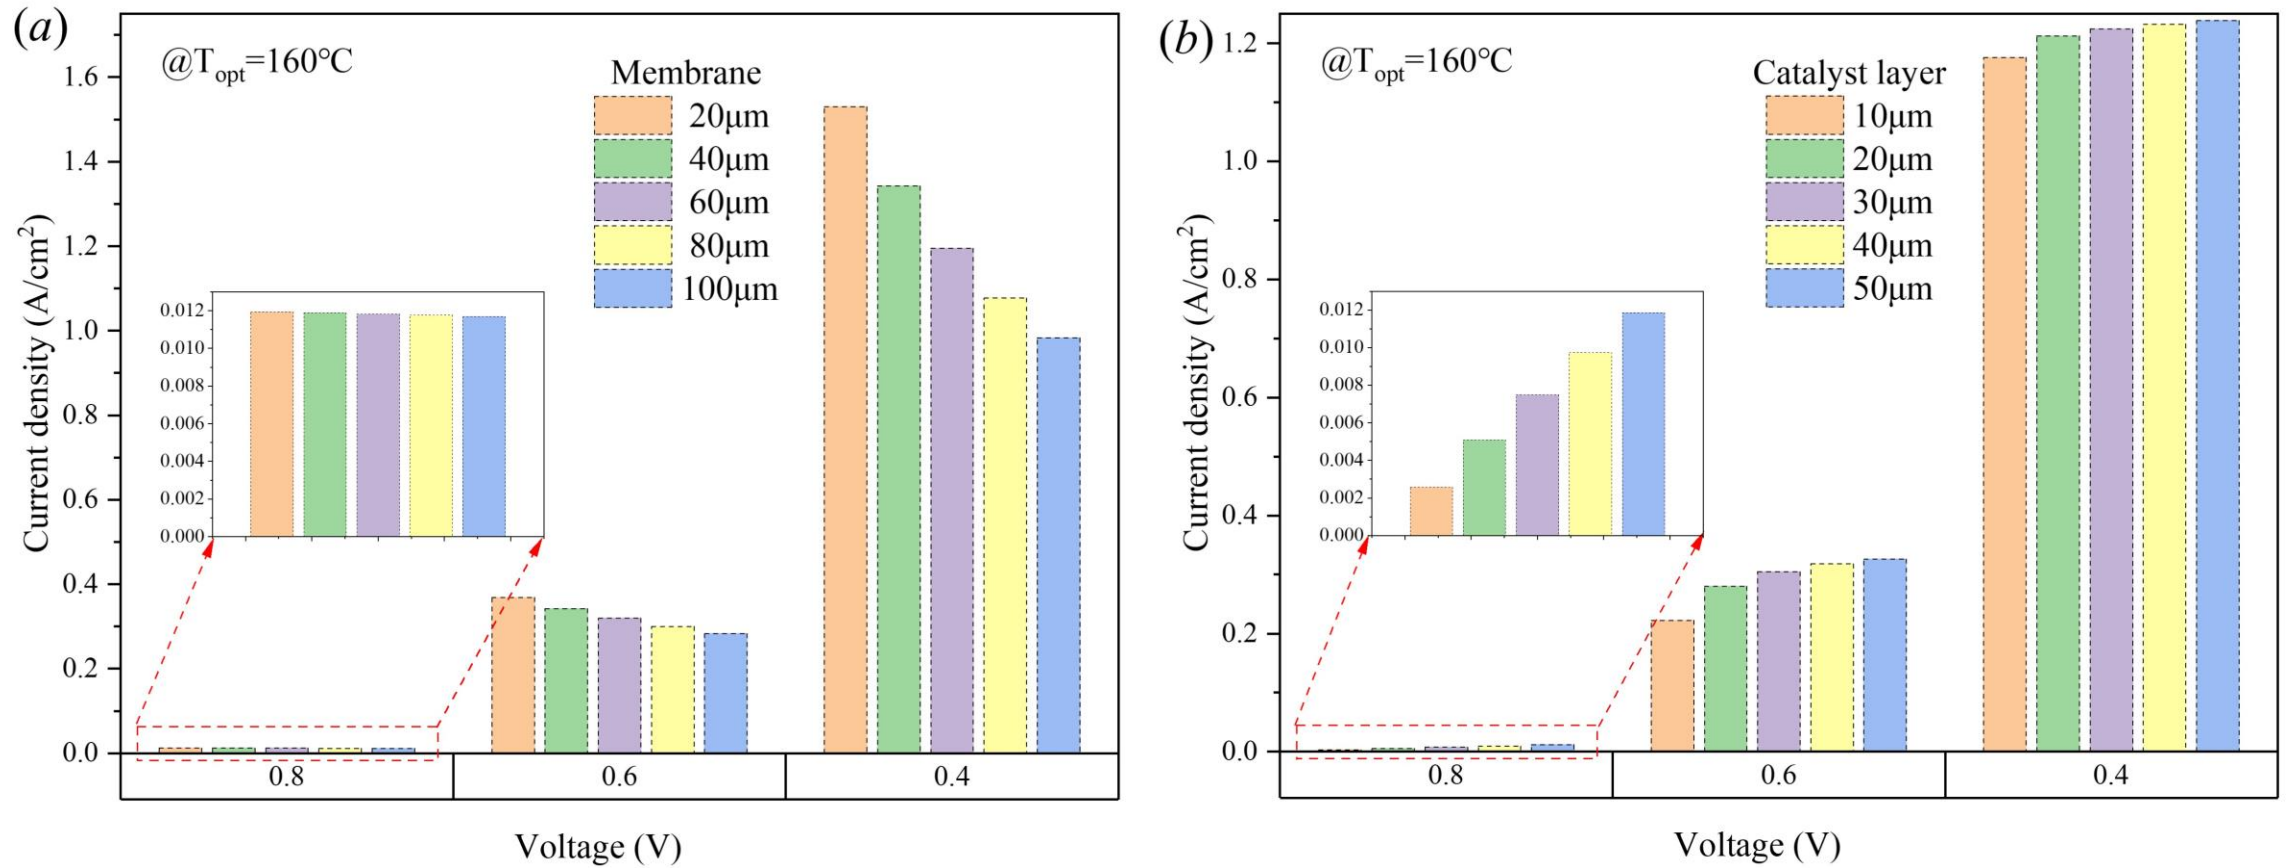 (a)
@Topt=160℃
Membrane
20μm
40μm
60μm
80μm
100μm
Current density (A/cm²)
1.6
1.4
1.2
1.0
0.8
0.6
0.4
0.2
0.0
0.012
0.010
0.008
0.006
0.004
0.002
0.000
0.8
0.6
0.4
Voltage (V)
(b)
@Topt=160℃
Catalyst layer
10μm
20μm
30μm
40μm
50μm
Current density (A/cm²)
1.2
1.0
0.8
0.6
0.4
0.2
0.0
0.012
0.010
0.008
0.006
0.004
0.002
0.000
0.8
0.6
0.4
Voltage (V)